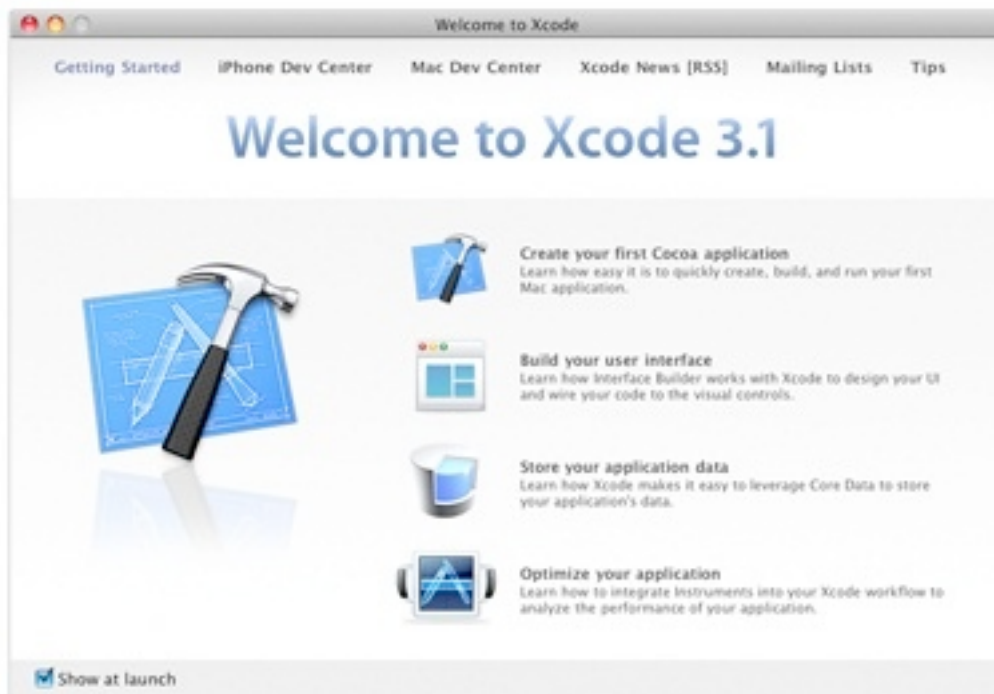 Welcome to Xcode
Getting Started iPhone Dev Center Mac Dev Center Xcode News [RSS] Mailing Lists Tips
Welcome to Xcode 3.1
Create your first Cocoa application
Learn how easy it is to quickly create, build, and run your first
Mac application.
Build your user interface
Learn how Interface Builder works with Xcode to design your UI
and wire your code to the visual controls.
Store your application data
Learn how Xcode makes it easy to leverage Core Data to store
your application's data.
Optimize your application
Learn how to integrate Instruments into your Xcode workflow to
analyze the performance of your application.
Show at launch